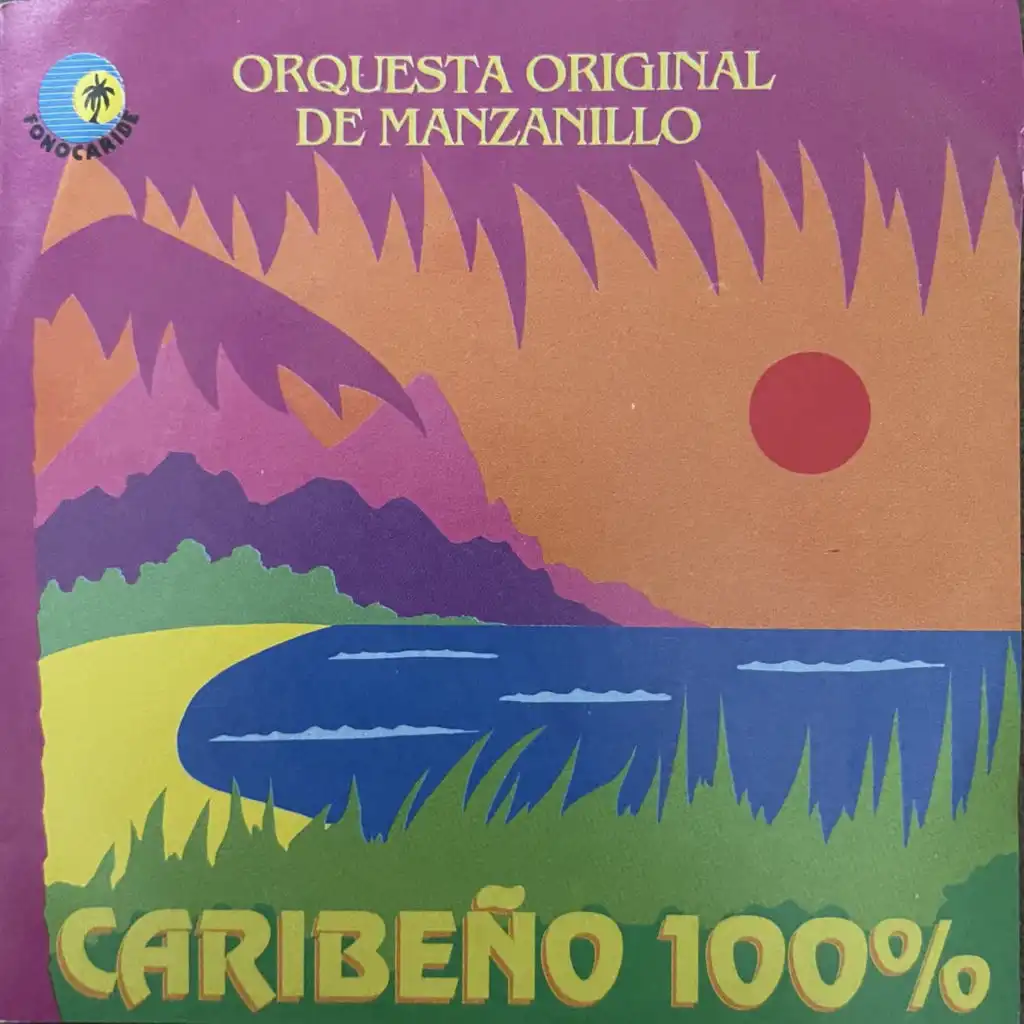 ORQUESTA ORIGINAL
DE MANZANILLO
FONOCARIBE
CARIBEÑO 100%